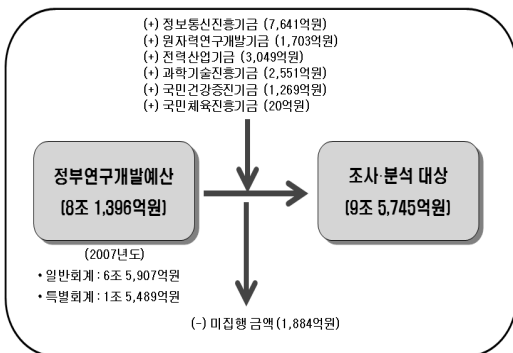 (+) 정보통신진흥기금 (7,641억원)
(+) 원자력연구개발기금 (1,703억원)
(+) 전력산업기금 (3,049억원)
(+) 과학기술진흥기금 (2,551억원)
(+) 국민건강증진기금 (1,269억원)
(+) 국민체육진흥기금 (20억원)
정부연구개발예산
(8조 1,396억원)
조사·분석 대상
(9조 5,745억원)
(2007년도)
• 일반회계 : 6조 5,907억원
• 특별회계 : 1조 5,489억원
(-) 미집행 금액 (1,884억원)